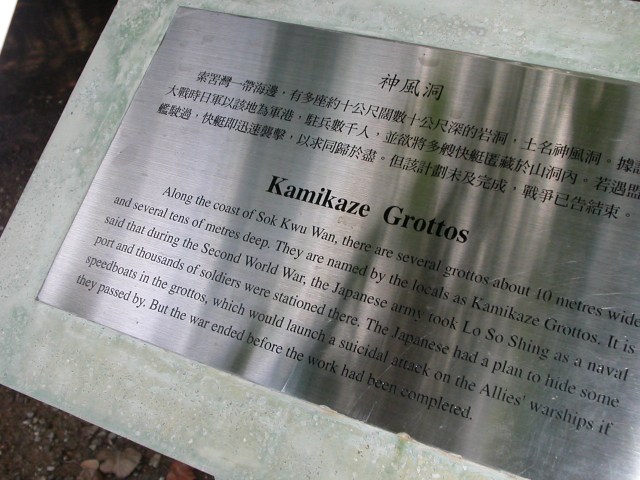 神風洞
索罟灣一帶海邊，有多座約十公尺闊數十公尺深的岩洞，土名神風洞。據說
大戰時日軍以該地為軍港，駐兵數千人，並欲將多艘快艇匿藏於山洞內。若遇盟
艦駛過，快艇即迅速襲擊，以求同歸於盡。但該計劃未及完成，戰爭已告結束。
Kamikaze Grottos
Along the coast of Sok Kwu Wan, there are several grottos about 10 metres wide
and several tens of metres deep. They are named by the locals as Kamikaze Grottos. It is
said that during the Second World War, the Japanese army took Lo So Shing as a naval
port and thousands of soldiers were stationed there. The Japanese had a plan to hide some
speedboats in the grottos, which would launch a suicidal attack on the Allies' warships if
they passed by. But the war ended before the work had been completed.